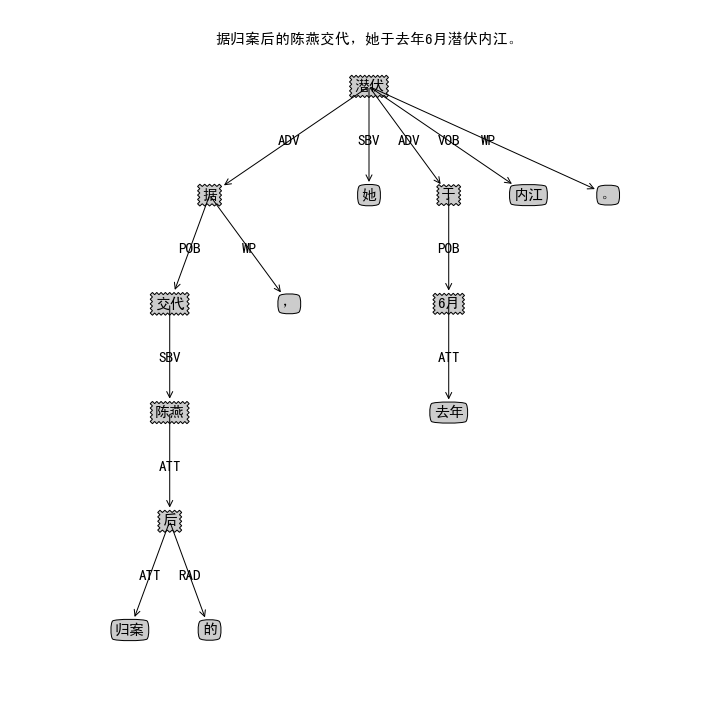 据归案后的陈燕交代，她于去年6月潜伏内江。
潜伏
ADV SBV ADV VOB WP
据 她 于 内江 。
POB WP POB
交代 ， 6月
SBV ATT
陈燕 去年
ATT
后
ATT RAD
归案 的